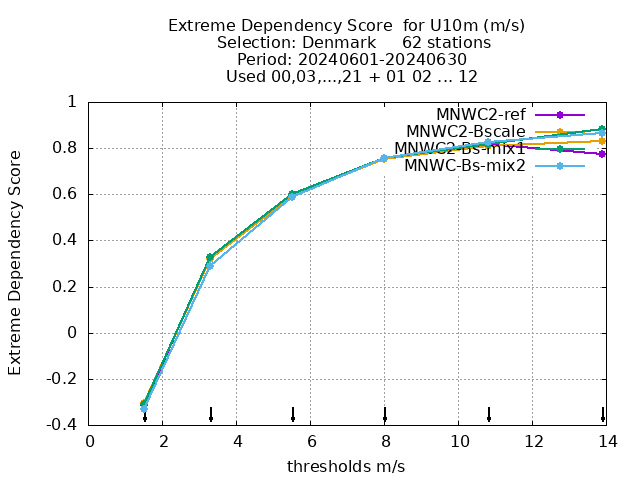 Extreme Dependency Score  for U10m (m/s)
Selection: Denmark     62 stations
Period: 20240601-20240630
Used 00,03,...,21 + 01 02 ... 12
MNWC2-ref
MNWC2-Bscale
MNWC2-Bs-mix1
MNWC-Bs-mix2
Extreme Dependency Score
1
0.8
0.6
0.4
0.2
0
-0.2
-0.4
0 2 4 6 8 10 12 14
thresholds m/s